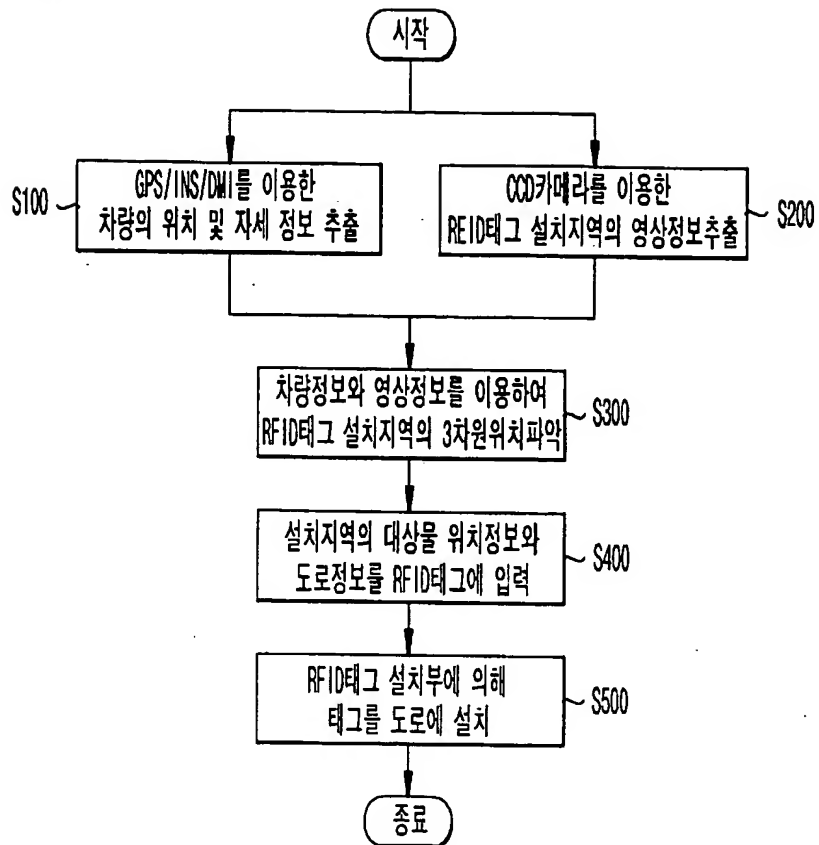 시작
S100
GPS/INS/DMI를 이용한
차량의 위치 및 자세 정보 추출
CCD카메라를 이용한
REID태그 설치지역의 영상정보추출
S200
차량정보와 영상정보를 이용하여
RFID태그 설치지역의 3차원위치파악
S300
설치지역의 대상물 위치정보와
도로정보를 RFID태그에 입력
S400
RFID태그 설치부에 의해
태그를 도로에 설치
S500
종료